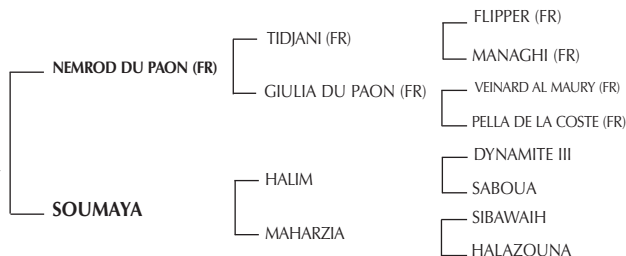 FLIPPER (FR)
TIDJANI (FR)
MANAGHI (FR)
NEMROD DU PAON (FR)
GIULIA DU PAON (FR)
VEINARD AL MAURY (FR)
PELLA DE LA COSTE (FR)
DYNAMITE III
HALIM
SABOUA
SOUMAYA
SIBAWAIH
MAHARZIA
HALAZOUNA